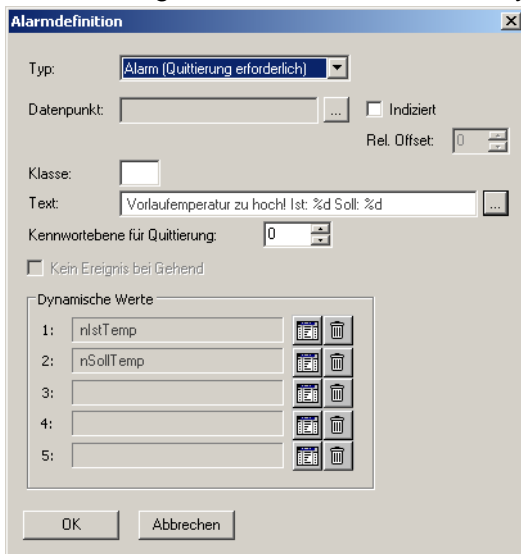 Alarmdefinition
Typ: Alarm (Quittierung erforderlich)
Datenpunkt: ... Indiziert
Rel. Offset: 0
Klasse:
Text: Vorlauftemperatur zu hoch! Ist: %d Soll: %d ...
Kennwortebene für Quittierung: 0
Kein Ereignis bei Gehend
Dynamische Werte
1: nIstTemp
2: nSollTemp
3:
4:
5:
OK Abbrechen